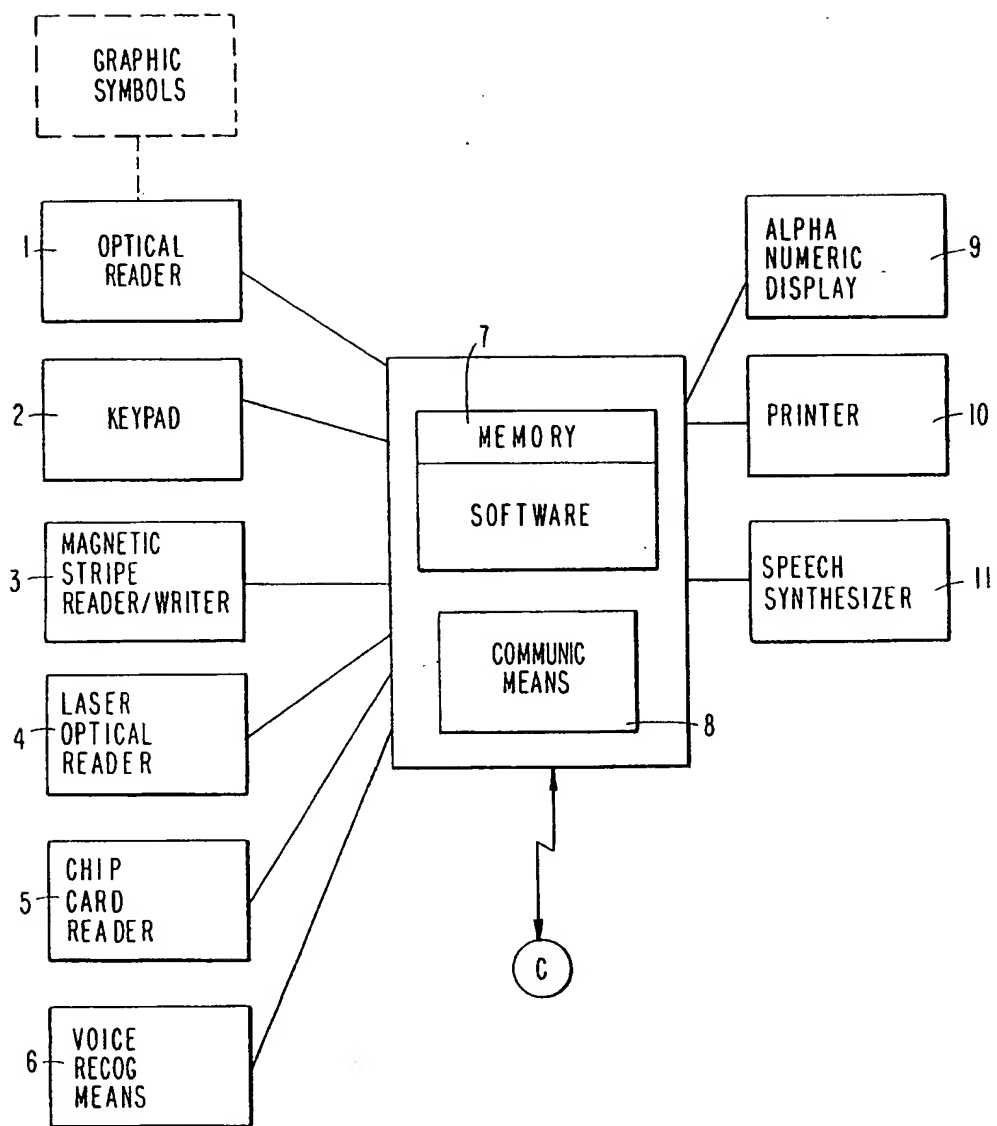 GRAPHIC
SYMBOLS
1
OPTICAL
READER
2
KEYPAD
3
MAGNETIC
STRIPE
READER/WRITER
4
LASER
OPTICAL
READER
5
CHIP
CARD
READER
6
VOICE
RECOG
MEANS
7
MEMORY
SOFTWARE
COMMUNIC
MEANS
8
C
ALPHA
NUMERIC
DISPLAY
9
PRINTER
10
SPEECH
SYNTHESIZER
11